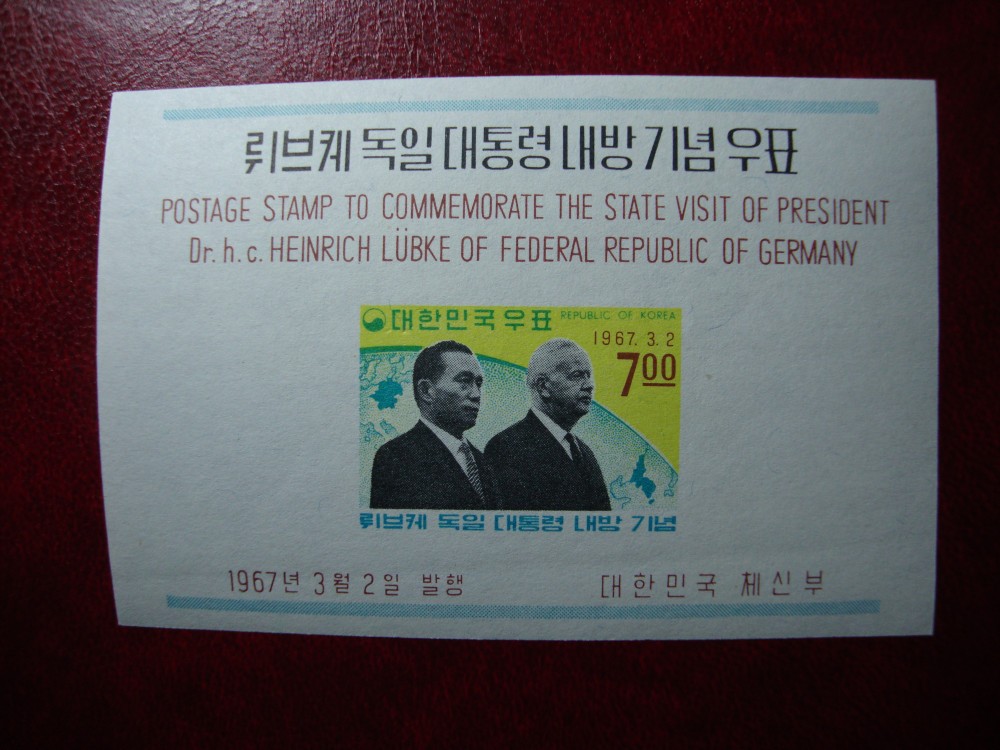 뤼브케 독일 대통령 내방 기념 우표
POSTAGE STAMP TO COMMEMORATE THE STATE VISIT OF PRESIDENT
Dr. h. c. HEINRICH LÜBKE OF FEDERAL REPUBLIC OF GERMANY
대한민국우표 REPUBLIC OF KOREA
1967. 3. 2
700
뤼브케 독일 대통령 내방 기념
1967년 3월 2일 발행 대한민국 체신부